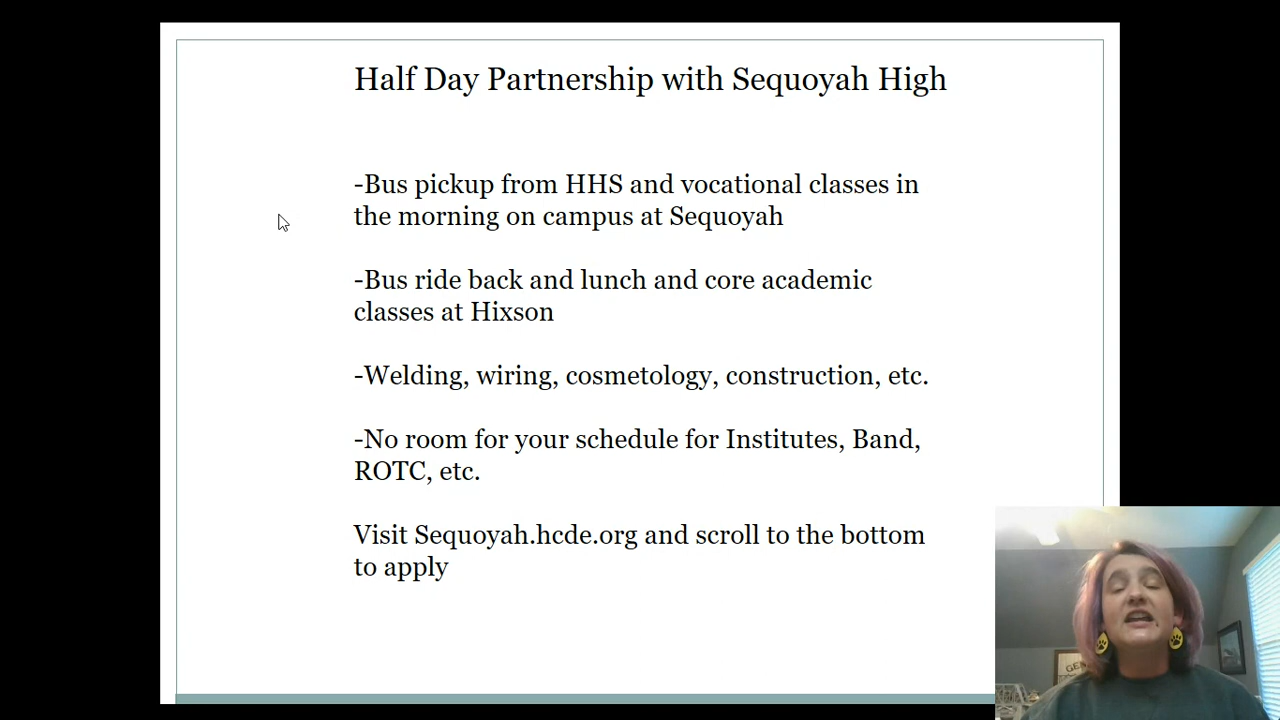 Half Day Partnership with Sequoyah High
-Bus pickup from HHS and vocational classes in
the morning on campus at Sequoyah
-Bus ride back and lunch and core academic
classes at Hixson
-Welding, wiring, cosmetology, construction, etc.
-No room for your schedule for Institutes, Band,
ROTC, etc.
Visit Sequoyah.hcde.org and scroll to the bottom
to apply